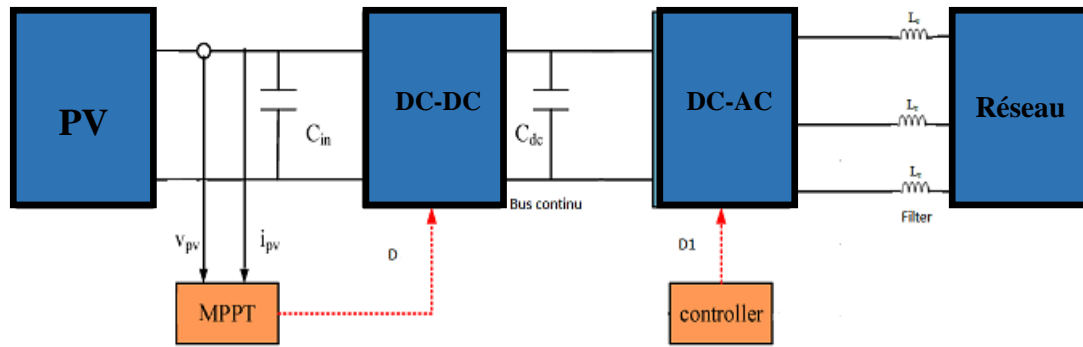 PV
DC-DC
DC-AC
Réseau
Cin
Cdc
Lr
Lr
Lr
Bus continu
Filter
vpv
ipv
D
D1
MPPT
controller